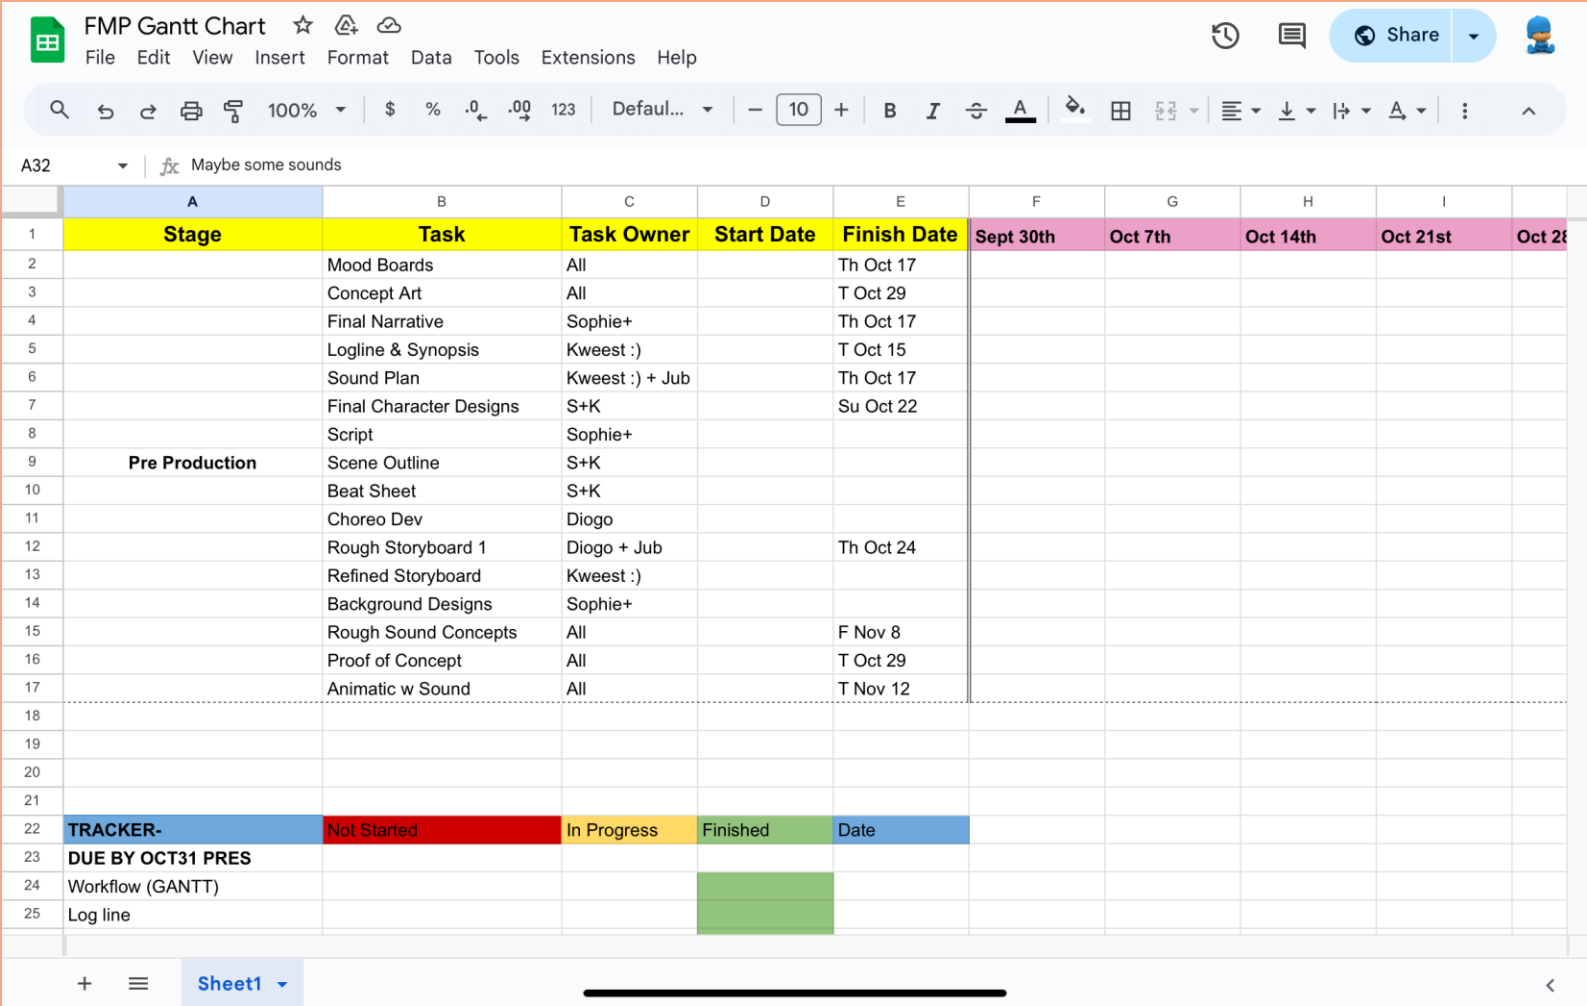 FMP Gantt Chart
File Edit View Insert Format Data Tools Extensions Help
Share
100% $ % .0 .00 123 Defaul... − 10 + B I S A A
A32 fx Maybe some sounds
A B C D E F G H I
1 Stage Task Task Owner Start Date Finish Date Sept 30th Oct 7th Oct 14th Oct 21st Oct 28
2 Mood Boards All Th Oct 17
3 Concept Art All T Oct 29
4 Final Narrative Sophie+ Th Oct 17
5 Logline & Synopsis Kweest :) T Oct 15
6 Sound Plan Kweest :) + Jub Th Oct 17
7 Final Character Designs S+K Su Oct 22
8 Script Sophie+
9 Pre Production Scene Outline S+K
10 Beat Sheet S+K
11 Choreo Dev Diogo
12 Rough Storyboard 1 Diogo + Jub Th Oct 24
13 Refined Storyboard Kweest :)
14 Background Designs Sophie+
15 Rough Sound Concepts All F Nov 8
16 Proof of Concept All T Oct 29
17 Animatic w Sound All T Nov 12
18
19
20
21
22 TRACKER- Not Started In Progress Finished Date
23 DUE BY OCT31 PRES
24 Workflow (GANTT)
25 Log line
Sheet1